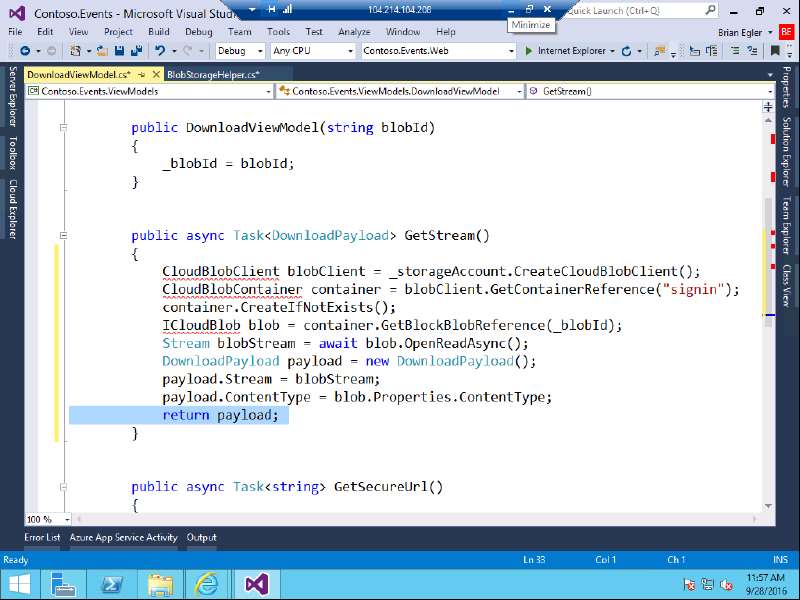 Contoso.Events - Microsoft Visual Studio
104.214.104.208
Quick Launch (Ctrl+Q)
Minimize
File Edit View Project Build Debug Team Tools Test Analyze Window Help Brian Egler BE
Debug Any CPU Contoso.Events.Web Internet Explorer
DownloadViewModel.cs* BlobStorageHelper.cs*
Contoso.Events.ViewModels Contoso.Events.ViewModels.DownloadViewModel GetStream()
Server Explorer
Toolbox
Cloud Explorer
public DownloadViewModel(string blobId)
{
_blobId = blobId;
}
public async Task<DownloadPayload> GetStream()
{
CloudBlobClient blobClient = _storageAccount.CreateCloudBlobClient();
CloudBlobContainer container = blobClient.GetContainerReference("signin");
container.CreateIfNotExists();
ICloudBlob blob = container.GetBlockBlobReference(_blobId);
Stream blobStream = await blob.OpenReadAsync();
DownloadPayload payload = new DownloadPayload();
payload.Stream = blobStream;
payload.ContentType = blob.Properties.ContentType;
return payload;
}
public async Task<string> GetSecureUrl()
{
Properties
Solution Explorer
Team Explorer
Class View
100 %
Error List Azure App Service Activity Output
Ready Ln 33 Col 1 Ch 1 INS
11:57 AM
9/28/2016